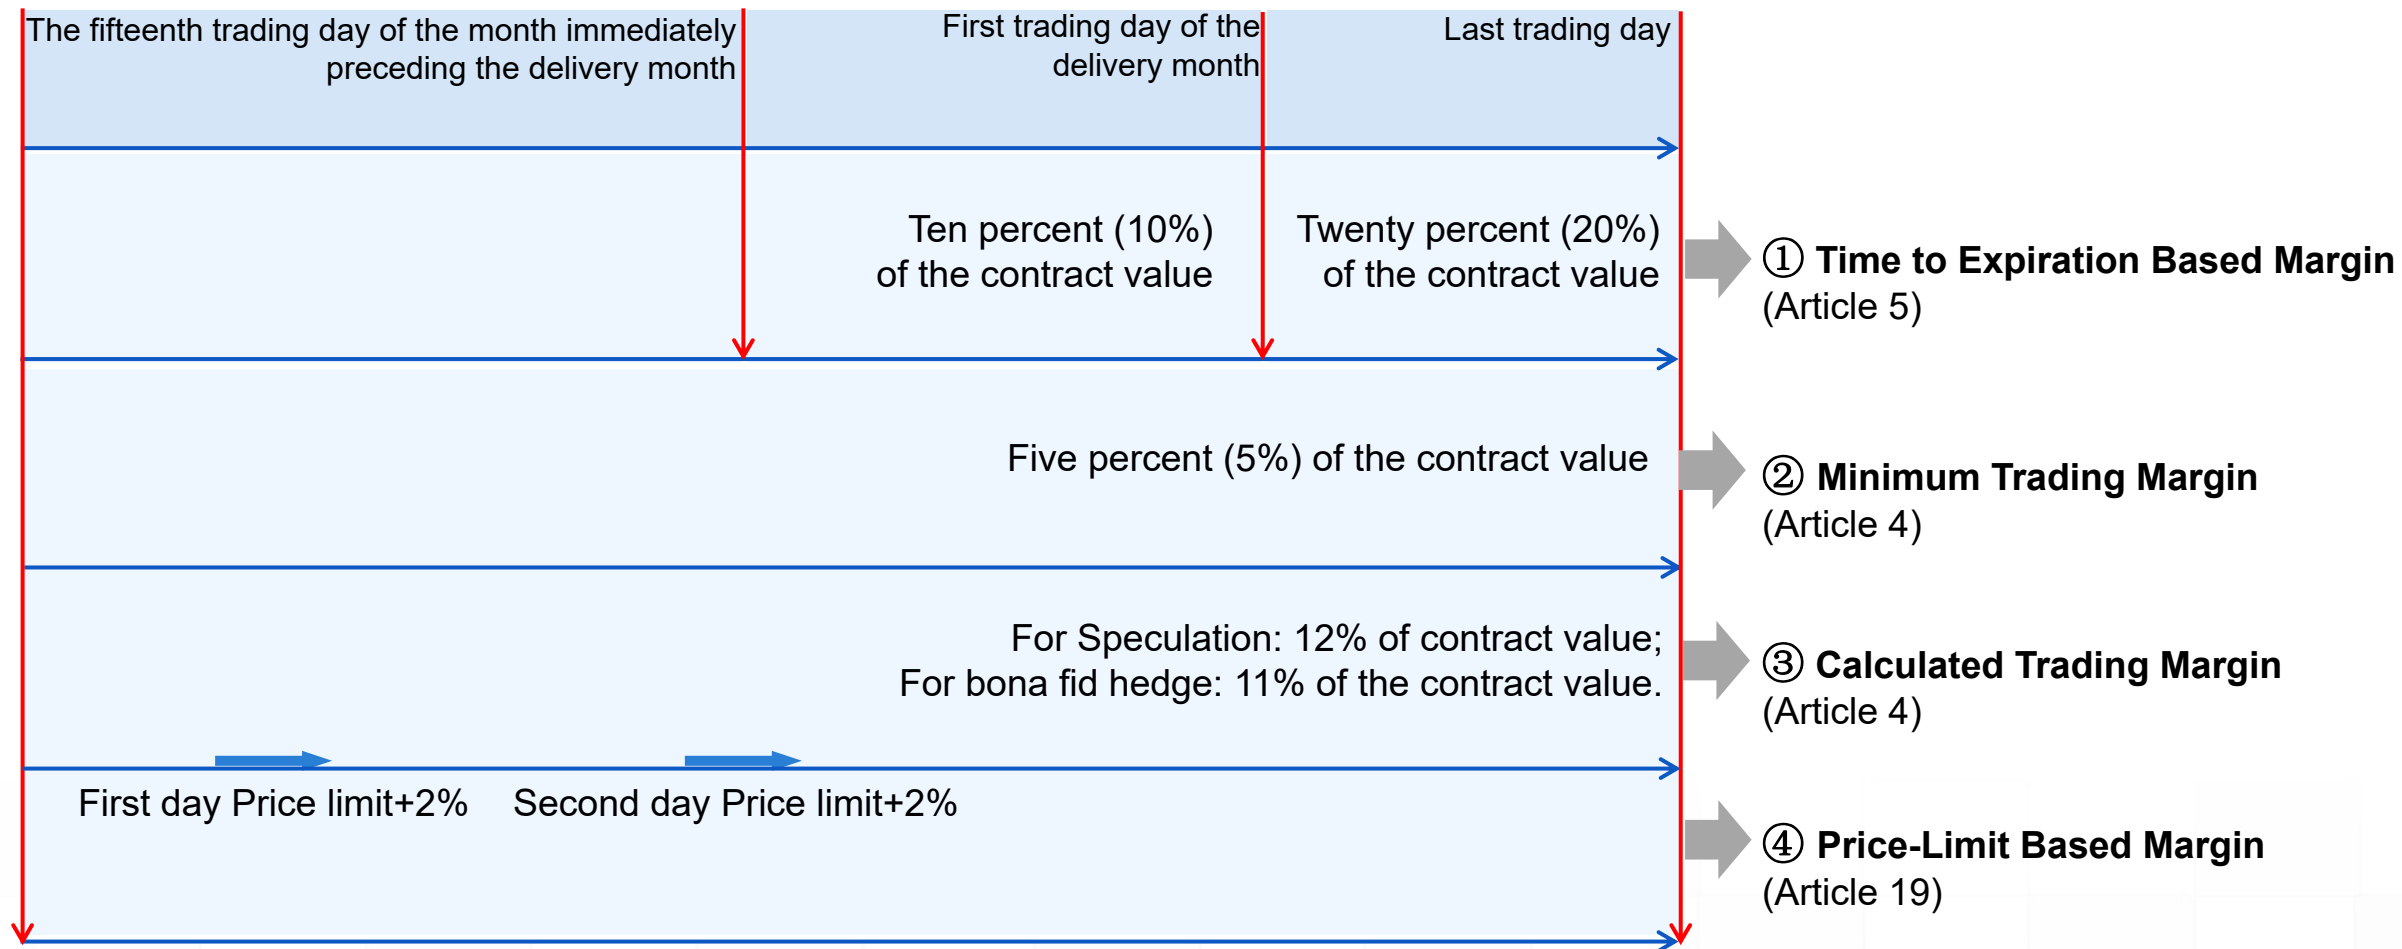 The fifteenth trading day of the month immediately
preceding the delivery month
First trading day of the
delivery month
Last trading day
Ten percent (10%)
of the contract value
Twenty percent (20%)
of the contract value
① Time to Expiration Based Margin
(Article 5)
Five percent (5%) of the contract value
② Minimum Trading Margin
(Article 4)
For Speculation: 12% of contract value;
For bona fid hedge: 11% of the contract value.
③ Calculated Trading Margin
(Article 4)
First day Price limit+2%
Second day Price limit+2%
④ Price-Limit Based Margin
(Article 19)